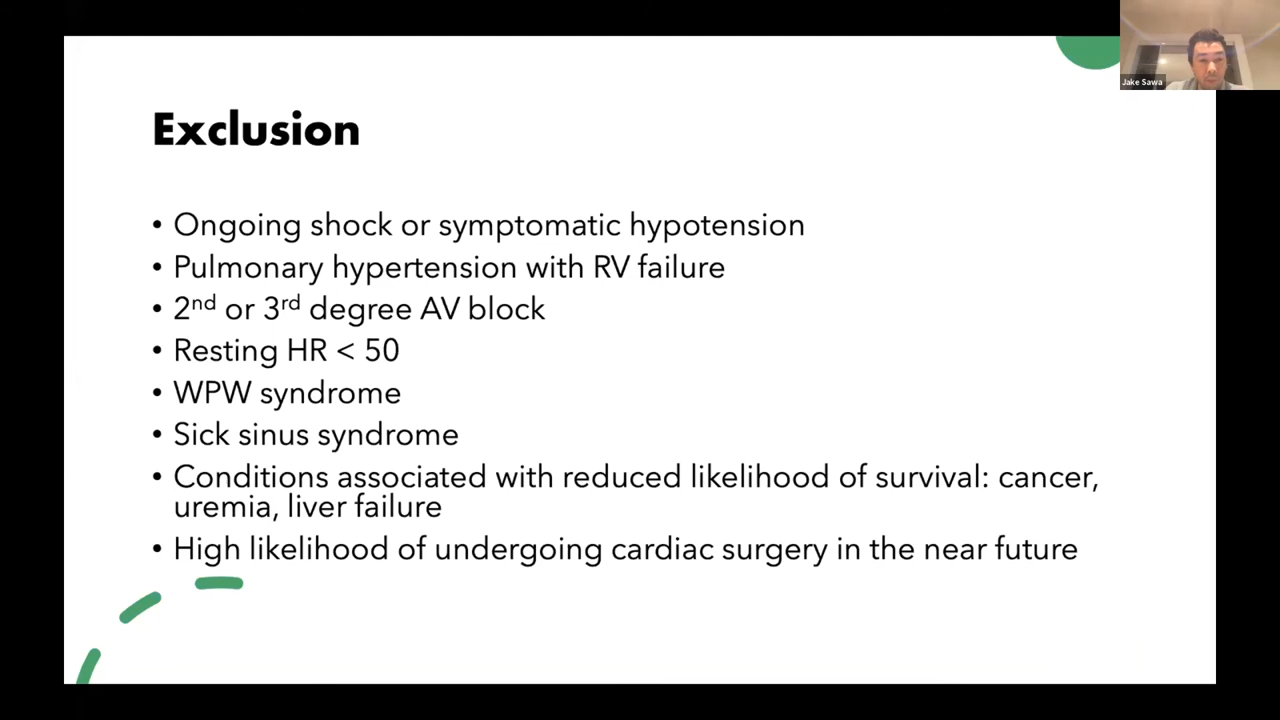 Jake Sawa
Exclusion
• Ongoing shock or symptomatic hypotension
• Pulmonary hypertension with RV failure
• 2nd or 3rd degree AV block
• Resting HR < 50
• WPW syndrome
• Sick sinus syndrome
• Conditions associated with reduced likelihood of survival: cancer,
uremia, liver failure
• High likelihood of undergoing cardiac surgery in the near future